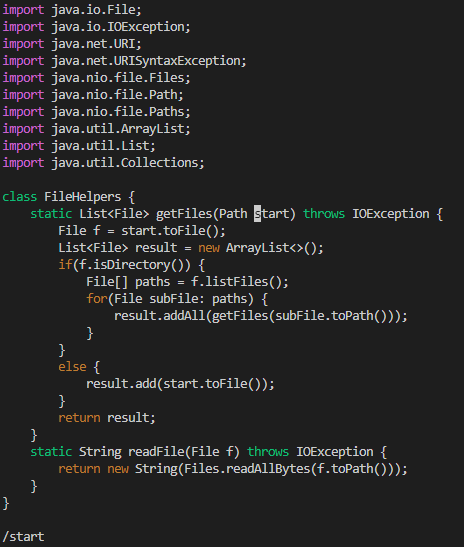 import java.io.File;
import java.io.IOException;
import java.net.URI;
import java.net.URISyntaxException;
import java.nio.file.Files;
import java.nio.file.Path;
import java.nio.file.Paths;
import java.util.ArrayList;
import java.util.List;
import java.util.Collections;

class FileHelpers {
    static List<File> getFiles(Path start) throws IOException {
        File f = start.toFile();
        List<File> result = new ArrayList<>();
        if(f.isDirectory()) {
            File[] paths = f.listFiles();
            for(File subFile: paths) {
                result.addAll(getFiles(subFile.toPath()));
            }
        }
        else {
            result.add(start.toFile());
        }
        return result;
    }
    static String readFile(File f) throws IOException {
        return new String(Files.readAllBytes(f.toPath()));
    }
}

/start